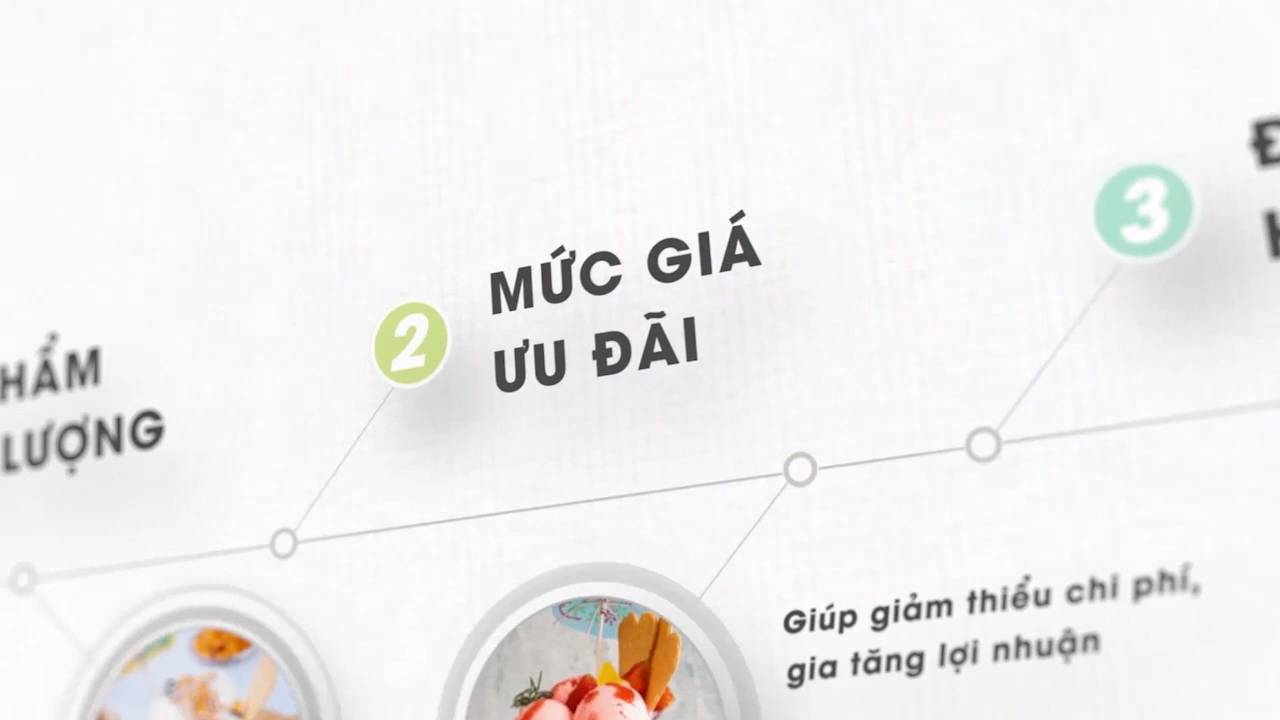 HẨM
LƯỢNG
2
MỨC GIÁ
ƯU ĐÃI
3
Giúp giảm thiểu chi phí,
gia tăng lợi nhuận